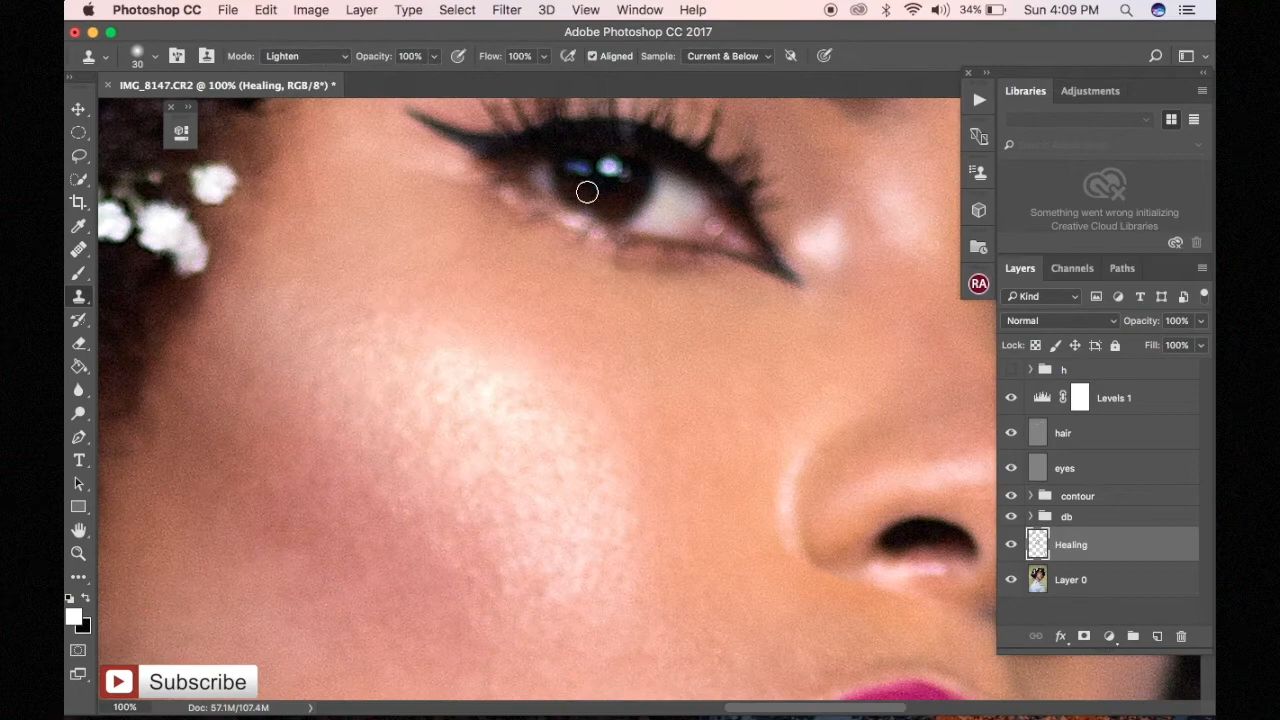 Photoshop CC File Edit Image Layer Type Select Filter 3D View Window Help 34% Sun 4:09 PM
Adobe Photoshop CC 2017
30 Mode: Lighten Opacity: 100% Flow: 100% Aligned Sample: Current & Below
IMG_8147.CR2 @ 100% (Healing, RGB/8*) *
Libraries Adjustments
Something went wrong initializing
Creative Cloud Libraries
RA
Layers Channels Paths
Kind
Normal Opacity: 100%
Lock: Fill: 100%
h
Levels 1
hair
eyes
contour
db
Healing
Layer 0
Subscribe
100% Doc: 57.1M/107.4M